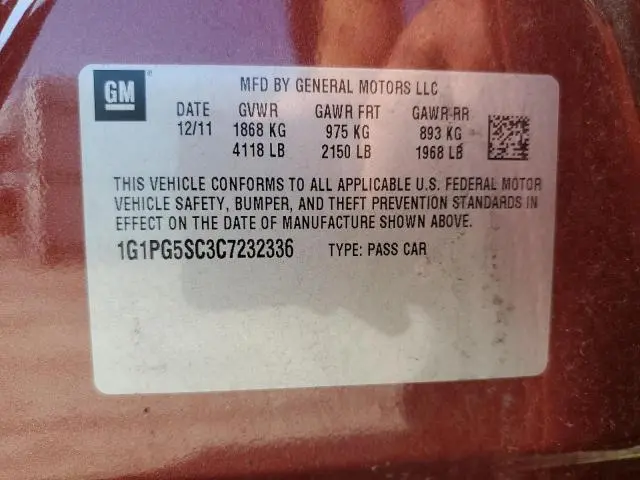 GM
MFD BY GENERAL MOTORS LLC
DATE GVWR GAWR FRT GAWR RR
12/11 1868 KG 975 KG 893 KG
4118 LB 2150 LB 1968 LB
THIS VEHICLE CONFORMS TO ALL APPLICABLE U.S. FEDERAL MOTOR
VEHICLE SAFETY, BUMPER, AND THEFT PREVENTION STANDARDS IN
EFFECT ON THE DATE OF MANUFACTURE SHOWN ABOVE.
1G1PG5SC3C7232336 TYPE: PASS CAR